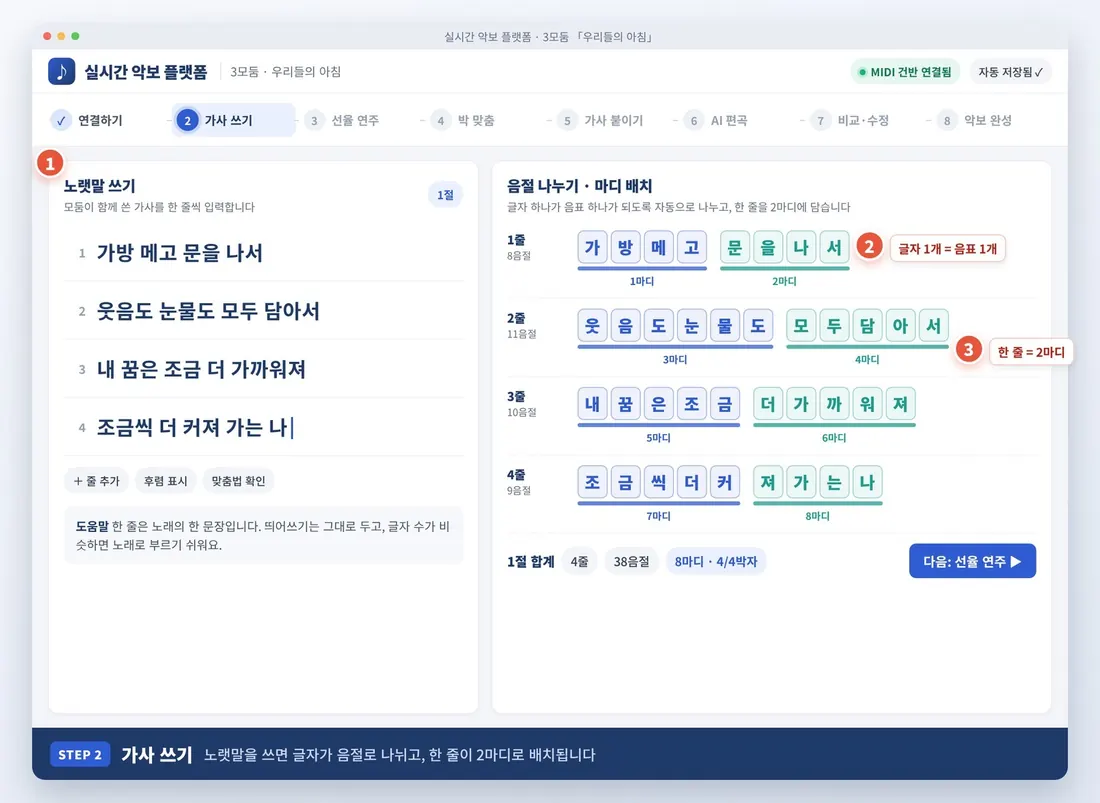 실시간 악보 플랫폼 · 3모둠 「우리들의 아침」
♪ 실시간 악보 플랫폼 3모둠 · 우리들의 아침
MIDI 건반 연결됨 자동 저장됨 ✓
✓ 연결하기 2 가사 쓰기 3 선율 연주 4 박 맞춤 5 가사 붙이기 6 AI 편곡 7 비교·수정 8 악보 완성
1
노랫말 쓰기
모둠이 함께 쓴 가사를 한 줄씩 입력합니다
1절
1 가방 메고 문을 나서
2 웃음도 눈물도 모두 담아서
3 내 꿈은 조금 더 가까워져
4 조금씩 더 커져 가는 나
+ 줄 추가 후렴 표시 맞춤법 확인
도움말 한 줄은 노래의 한 문장입니다. 띄어쓰기는 그대로 두고, 글자 수가 비
슷하면 노래로 부르기 쉬워요.
음절 나누기 · 마디 배치
글자 하나가 음표 하나가 되도록 자동으로 나누고, 한 줄을 2마디에 담습니다
1줄
8음절
가 방 메 고 문 을 나 서
1마디 2마디
2 글자 1개 = 음표 1개
2줄
11음절
웃 음 도 눈 물 도 모 두 담 아 서
3마디 4마디
3 한 줄 = 2마디
3줄
10음절
내 꿈 은 조 금 더 가 까 워 져
5마디 6마디
4줄
9음절
조 금 씩 더 커 져 가 는 나
7마디 8마디
1절 합계 4줄 38음절 8마디 · 4/4박자
다음: 선율 연주 ▶
STEP 2 가사 쓰기 노랫말을 쓰면 글자가 음절로 나뉘고, 한 줄이 2마디로 배치됩니다